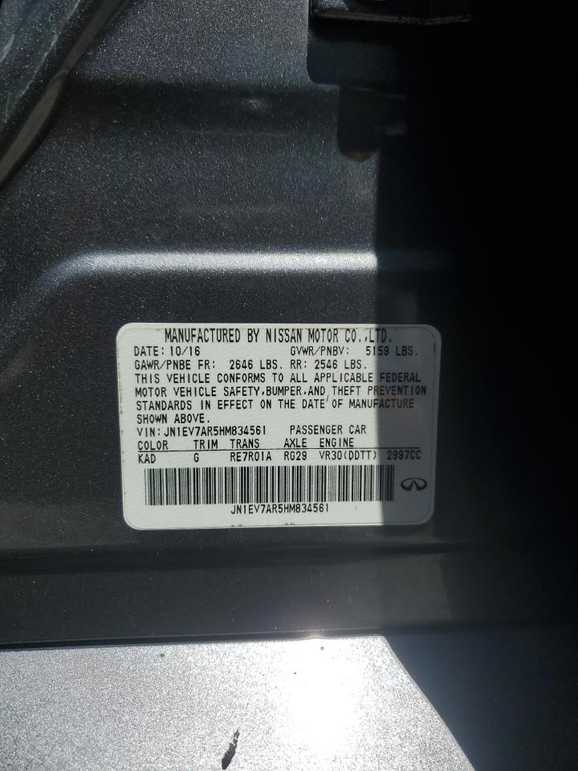 MANUFACTURED BY NISSAN MOTOR CO.,LTD.
DATE: 10/16 GVWR/PNBV: 5159 LBS.
GAWR/PNBE FR: 2646 LBS. RR: 2546 LBS.
THIS VEHICLE CONFORMS TO ALL APPLICABLE FEDERAL
MOTOR VEHICLE SAFETY,BUMPER,AND THEFT PREVENTION
STANDARDS IN EFFECT ON THE DATE OF MANUFACTURE
SHOWN ABOVE.
VIN: JN1EV7AR5HM834561 PASSENGER CAR
COLOR TRIM TRANS AXLE ENGINE
KAD G RE7R01A RG29 VR30(DDTT) 2997CC
JN1EV7AR5HM834561